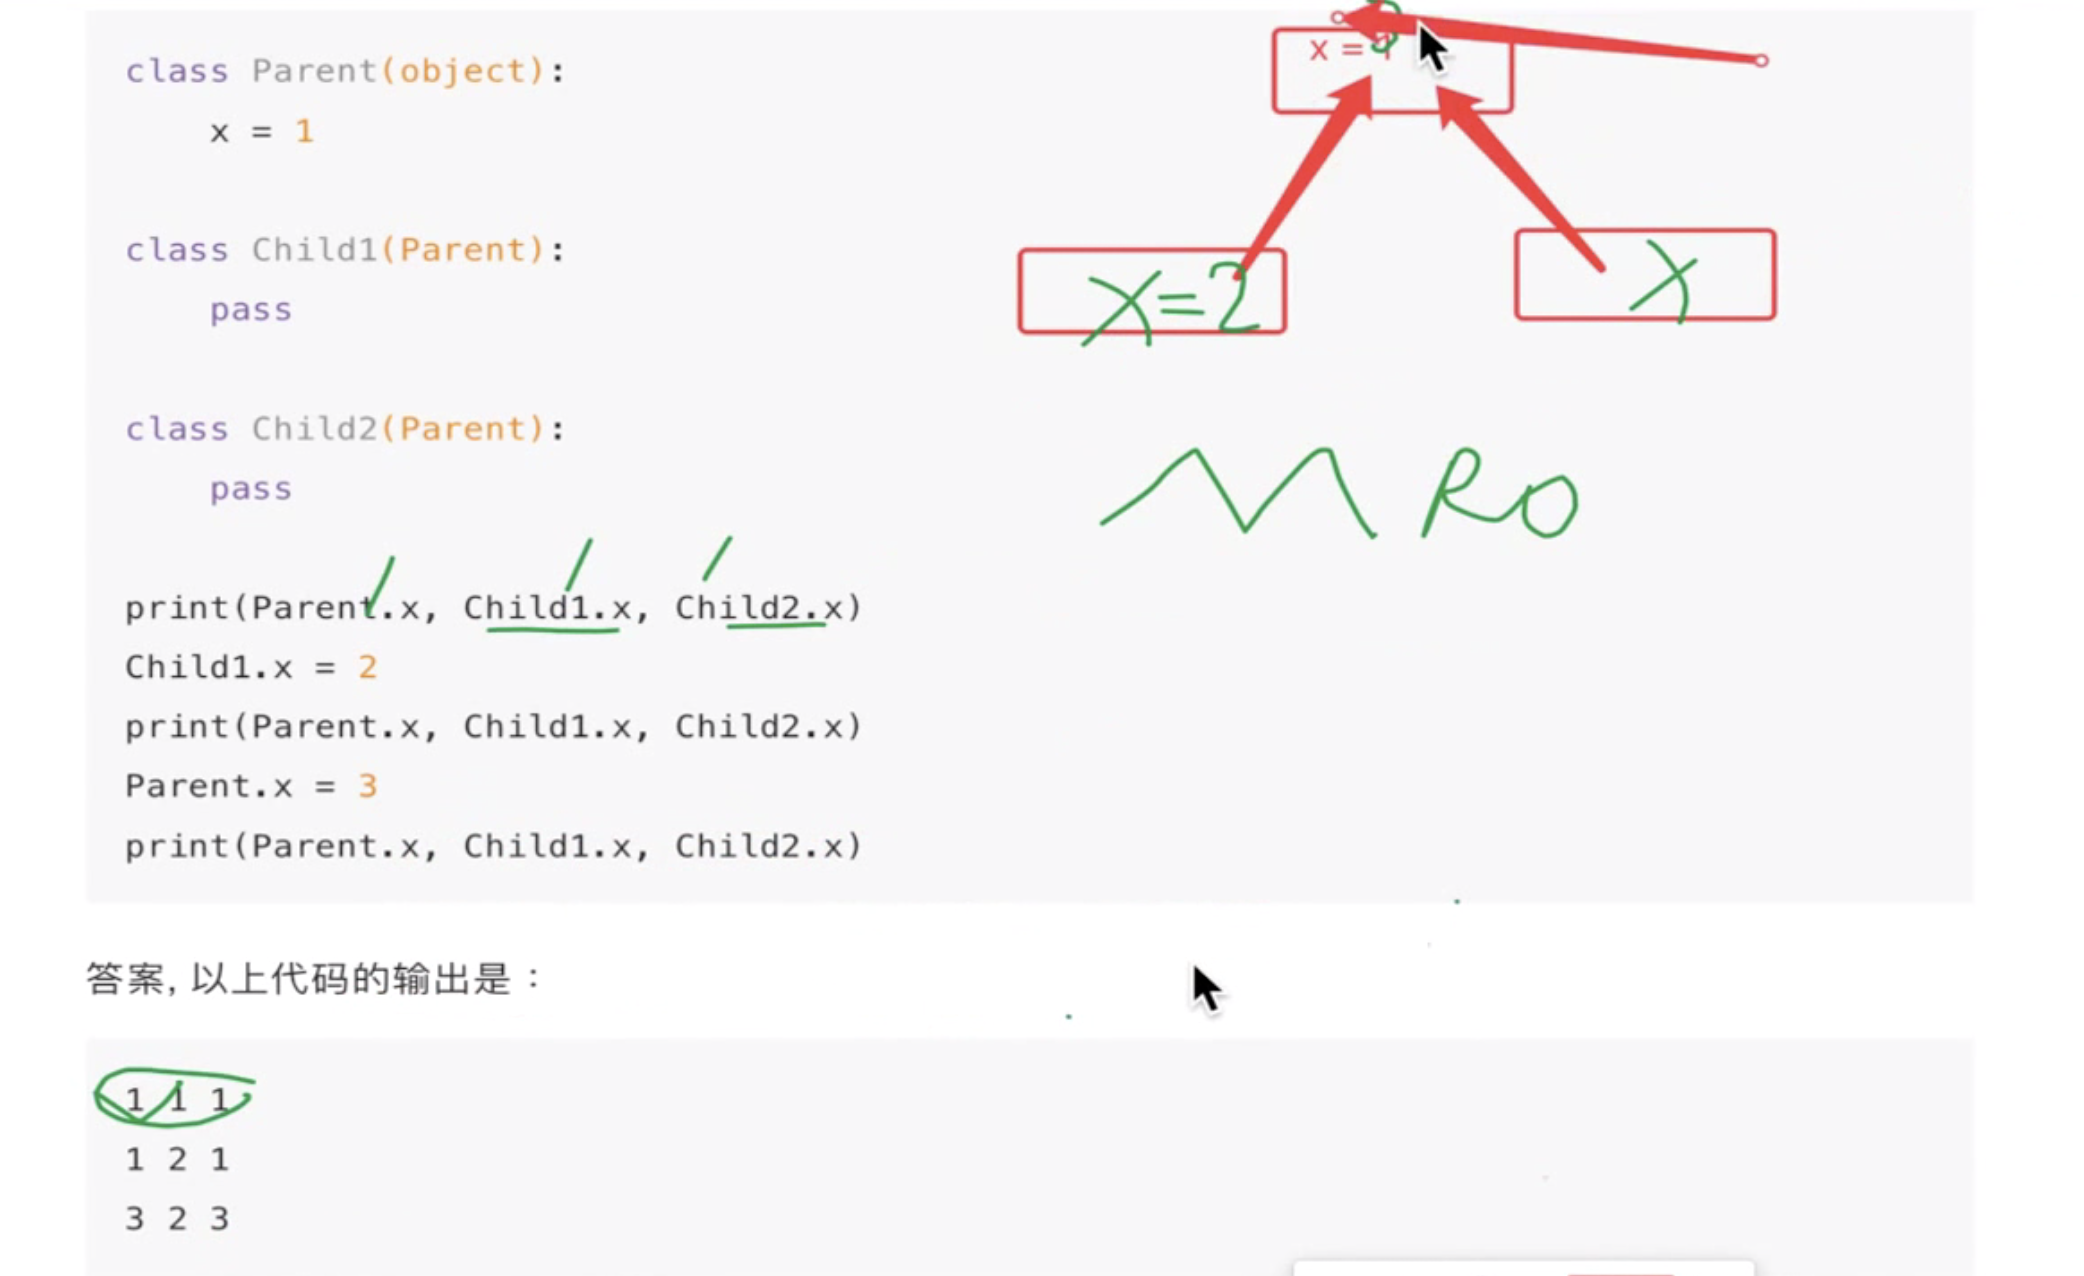 class Parent(object):
    x = 1
class Child1(Parent):
    pass
class Child2(Parent):
    pass
print(Parent.x, Child1.x, Child2.x)
Child1.x = 2
print(Parent.x, Child1.x, Child2.x)
Parent.x = 3
print(Parent.x, Child1.x, Child2.x)
x = 1
3
x=2
x
MRO
答案, 以上代码的输出是：
1 1 1
1 2 1
3 2 3